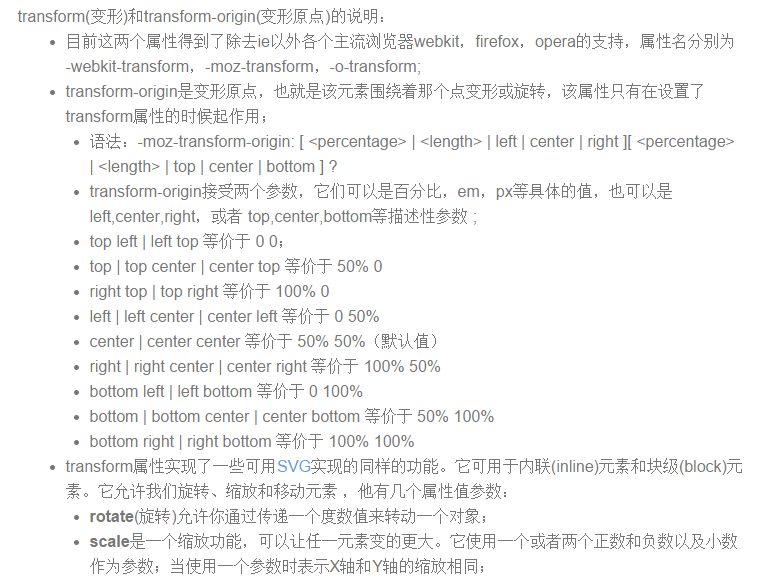 transform(变形)和transform-origin(变形原点)的说明：
目前这两个属性得到了除去ie以外各个主流浏览器webkit，firefox，opera的支持，属性名分别为
-webkit-transform，-moz-transform，-o-transform;
transform-origin是变形原点，也就是该元素围绕着那个点变形或旋转，该属性只有在设置了
transform属性的时候起作用；
语法：-moz-transform-origin: [ <percentage> | <length> | left | center | right ][ <percentage>
| <length> | top | center | bottom ] ?
transform-origin接受两个参数，它们可以是百分比，em，px等具体的值，也可以是
left,center,right，或者 top,center,bottom等描述性参数；
top left | left top 等价于 0 0；
top | top center | center top 等价于 50% 0
right top | top right 等价于 100% 0
left | left center | center left 等价于 0 50%
center | center center 等价于 50% 50%（默认值）
right | right center | center right 等价于 100% 50%
bottom left | left bottom 等价于 0 100%
bottom | bottom center | center bottom 等价于 50% 100%
bottom right | right bottom 等价于 100% 100%
transform属性实现了一些可用SVG实现的同样的功能。它可用于内联(inline)元素和块级(block)元
素。它允许我们旋转、缩放和移动元素 ，他有几个属性值参数：
rotate(旋转)允许你通过传递一个度数值来转动一个对象；
scale是一个缩放功能，可以让任一元素变的更大。它使用一个或者两个正数和负数以及小数
作为参数；当使用一个参数时表示X轴和Y轴的缩放相同；